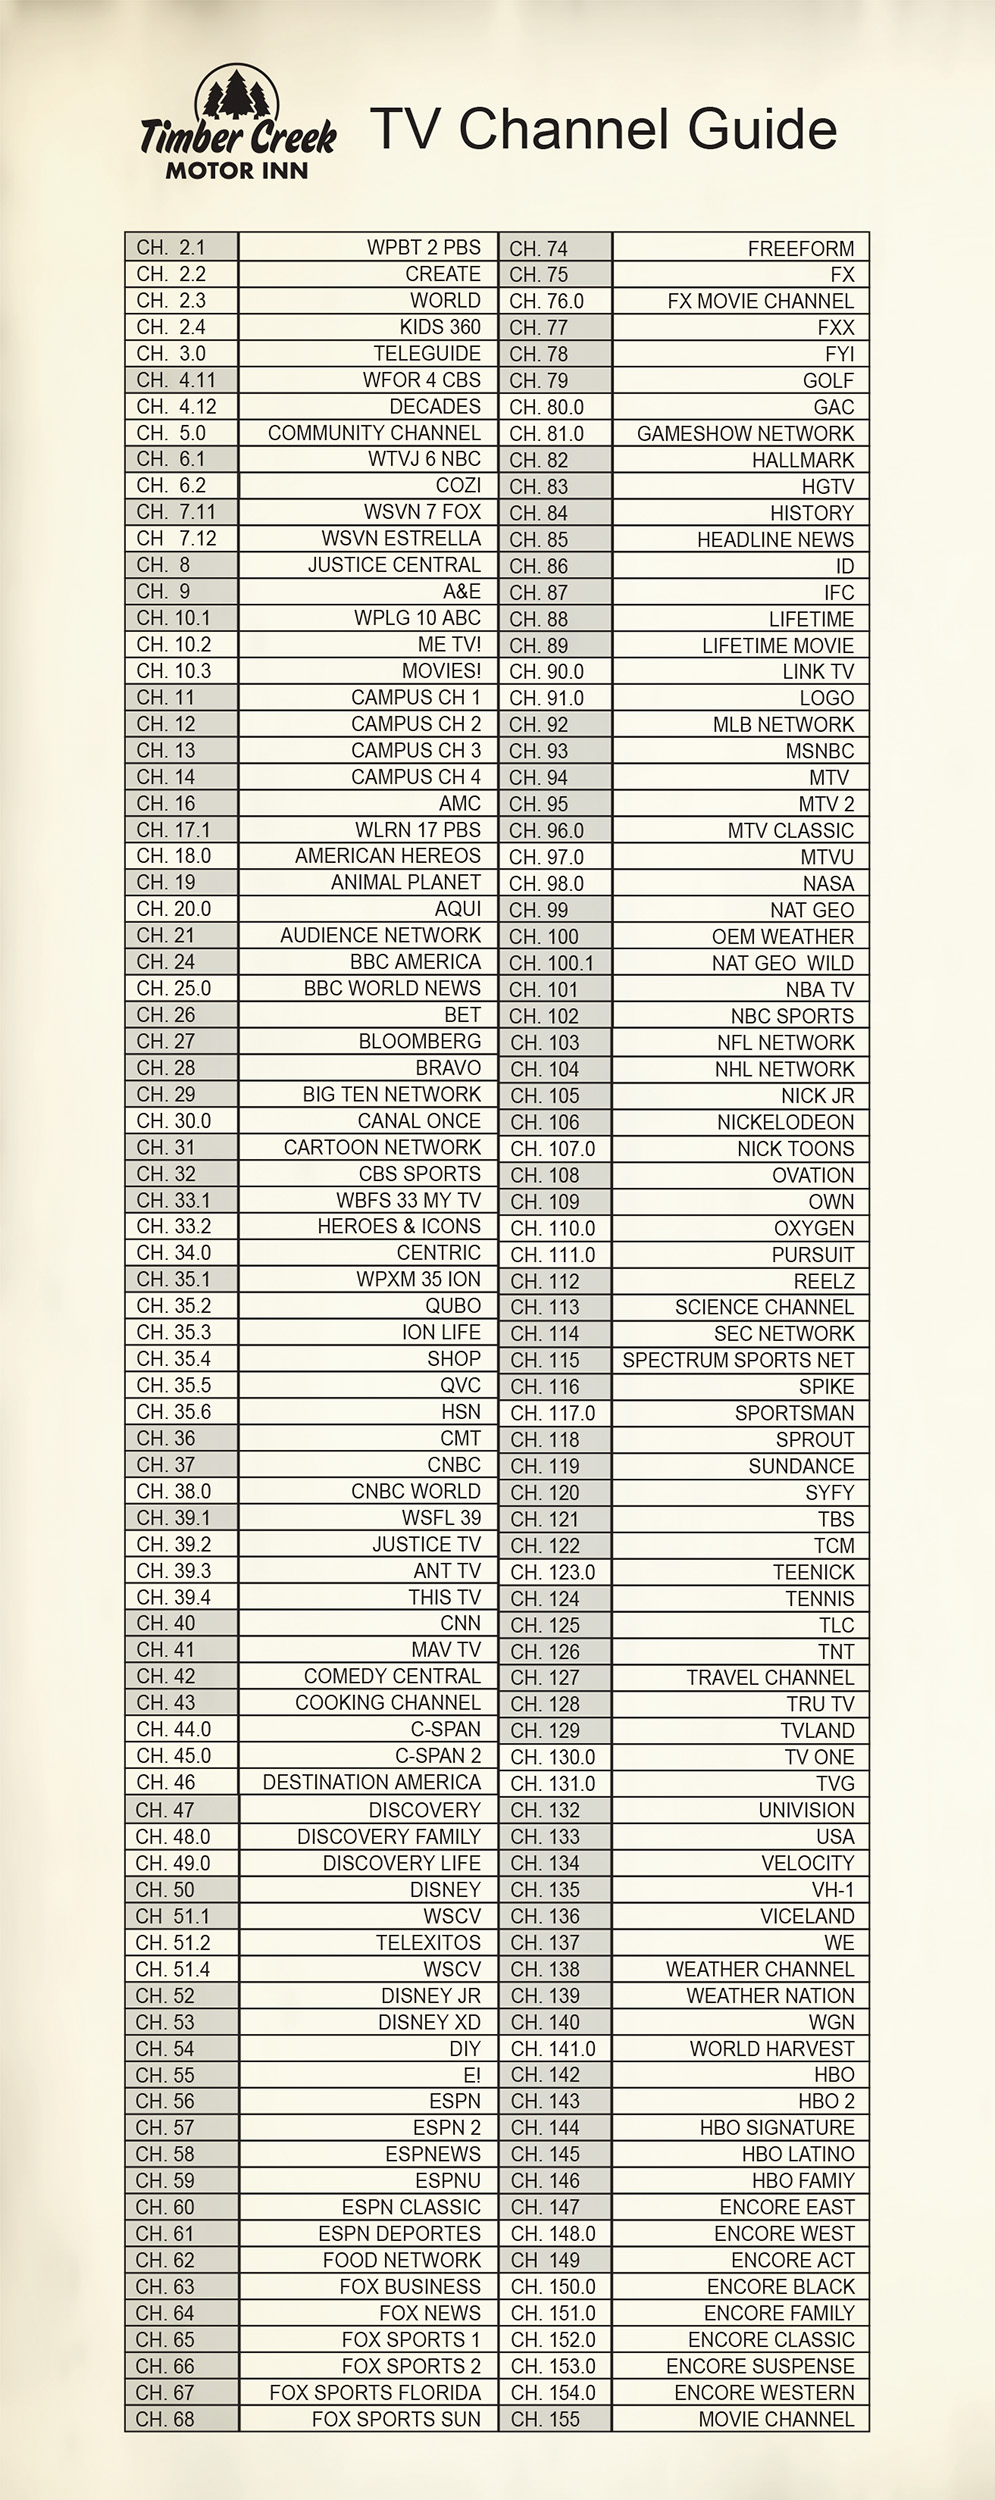 Timber Creek
MOTOR INN
TV Channel Guide
CH. 2.1 WPBT 2 PBS CH. 74 FREEFORM
CH. 2.2 CREATE CH. 75 FX
CH. 2.3 WORLD CH. 76.0 FX MOVIE CHANNEL
CH. 2.4 KIDS 360 CH. 77 FXX
CH. 3.0 TELEGUIDE CH. 78 FYI
CH. 4.11 WFOR 4 CBS CH. 79 GOLF
CH. 4.12 DECADES CH. 80.0 GAC
CH. 5.0 COMMUNITY CHANNEL CH. 81.0 GAMESHOW NETWORK
CH. 6.1 WTVJ 6 NBC CH. 82 HALLMARK
CH. 6.2 COZI CH. 83 HGTV
CH. 7.11 WSVN 7 FOX CH. 84 HISTORY
CH 7.12 WSVN ESTRELLA CH. 85 HEADLINE NEWS
CH. 8 JUSTICE CENTRAL CH. 86 ID
CH. 9 A&E CH. 87 IFC
CH. 10.1 WPLG 10 ABC CH. 88 LIFETIME
CH. 10.2 ME TV! CH. 89 LIFETIME MOVIE
CH. 10.3 MOVIES! CH. 90.0 LINK TV
CH. 11 CAMPUS CH 1 CH. 91.0 LOGO
CH. 12 CAMPUS CH 2 CH. 92 MLB NETWORK
CH. 13 CAMPUS CH 3 CH. 93 MSNBC
CH. 14 CAMPUS CH 4 CH. 94 MTV
CH. 16 AMC CH. 95 MTV 2
CH. 17.1 WLRN 17 PBS CH. 96.0 MTV CLASSIC
CH. 18.0 AMERICAN HEREOS CH. 97.0 MTVU
CH. 19 ANIMAL PLANET CH. 98.0 NASA
CH. 20.0 AQUI CH. 99 NAT GEO
CH. 21 AUDIENCE NETWORK CH. 100 OEM WEATHER
CH. 24 BBC AMERICA CH. 100.1 NAT GEO WILD
CH. 25.0 BBC WORLD NEWS CH. 101 NBA TV
CH. 26 BET CH. 102 NBC SPORTS
CH. 27 BLOOMBERG CH. 103 NFL NETWORK
CH. 28 BRAVO CH. 104 NHL NETWORK
CH. 29 BIG TEN NETWORK CH. 105 NICK JR
CH. 30.0 CANAL ONCE CH. 106 NICKELODEON
CH. 31 CARTOON NETWORK CH. 107.0 NICK TOONS
CH. 32 CBS SPORTS CH. 108 OVATION
CH. 33.1 WBFS 33 MY TV CH. 109 OWN
CH. 33.2 HEROES & ICONS CH. 110.0 OXYGEN
CH. 34.0 CENTRIC CH. 111.0 PURSUIT
CH. 35.1 WPXM 35 ION CH. 112 REELZ
CH. 35.2 QUBO CH. 113 SCIENCE CHANNEL
CH. 35.3 ION LIFE CH. 114 SEC NETWORK
CH. 35.4 SHOP CH. 115 SPECTRUM SPORTS NET
CH. 35.5 QVC CH. 116 SPIKE
CH. 35.6 HSN CH. 117.0 SPORTSMAN
CH. 36 CMT CH. 118 SPROUT
CH. 37 CNBC CH. 119 SUNDANCE
CH. 38.0 CNBC WORLD CH. 120 SYFY
CH. 39.1 WSFL 39 CH. 121 TBS
CH. 39.2 JUSTICE TV CH. 122 TCM
CH. 39.3 ANT TV CH. 123.0 TEENICK
CH. 39.4 THIS TV CH. 124 TENNIS
CH. 40 CNN CH. 125 TLC
CH. 41 MAV TV CH. 126 TNT
CH. 42 COMEDY CENTRAL CH. 127 TRAVEL CHANNEL
CH. 43 COOKING CHANNEL CH. 128 TRU TV
CH. 44.0 C-SPAN CH. 129 TVLAND
CH. 45.0 C-SPAN 2 CH. 130.0 TV ONE
CH. 46 DESTINATION AMERICA CH. 131.0 TVG
CH. 47 DISCOVERY CH. 132 UNIVISION
CH. 48.0 DISCOVERY FAMILY CH. 133 USA
CH. 49.0 DISCOVERY LIFE CH. 134 VELOCITY
CH. 50 DISNEY CH. 135 VH-1
CH 51.1 WSCV CH. 136 VICELAND
CH. 51.2 TELEXITOS CH. 137 WE
CH. 51.4 WSCV CH. 138 WEATHER CHANNEL
CH. 52 DISNEY JR CH. 139 WEATHER NATION
CH. 53 DISNEY XD CH. 140 WGN
CH. 54 DIY CH. 141.0 WORLD HARVEST
CH. 55 E! CH. 142 HBO
CH. 56 ESPN CH. 143 HBO 2
CH. 57 ESPN 2 CH. 144 HBO SIGNATURE
CH. 58 ESPNEWS CH. 145 HBO LATINO
CH. 59 ESPNU CH. 146 HBO FAMIY
CH. 60 ESPN CLASSIC CH. 147 ENCORE EAST
CH. 61 ESPN DEPORTES CH. 148.0 ENCORE WEST
CH. 62 FOOD NETWORK CH 149 ENCORE ACT
CH. 63 FOX BUSINESS CH. 150.0 ENCORE BLACK
CH. 64 FOX NEWS CH. 151.0 ENCORE FAMILY
CH. 65 FOX SPORTS 1 CH. 152.0 ENCORE CLASSIC
CH. 66 FOX SPORTS 2 CH. 153.0 ENCORE SUSPENSE
CH. 67 FOX SPORTS FLORIDA CH. 154.0 ENCORE WESTERN
CH. 68 FOX SPORTS SUN CH. 155 MOVIE CHANNEL